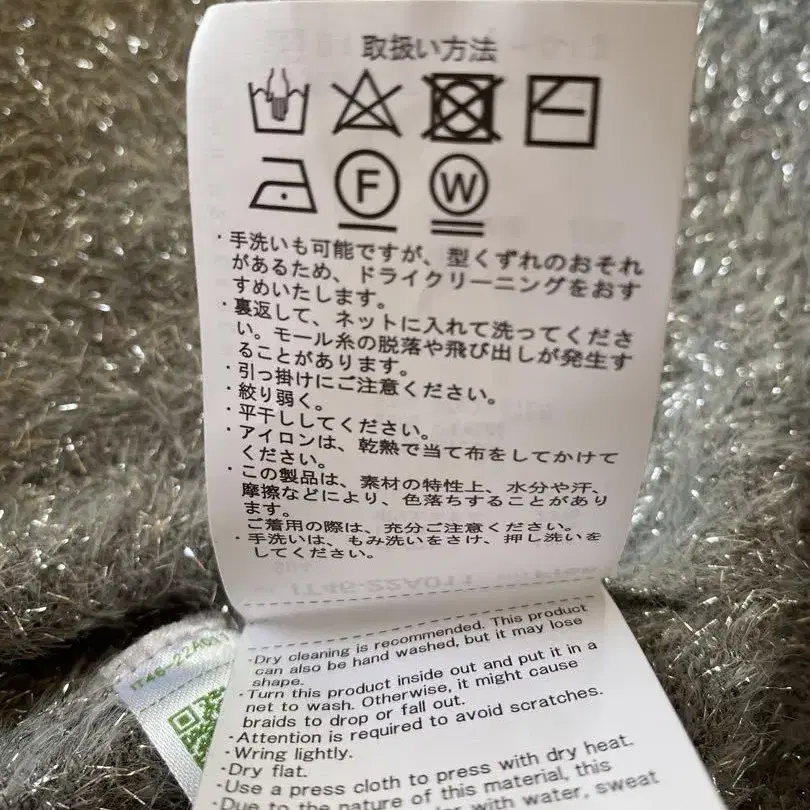 取扱い方法
F W
・手洗いも可能ですが、型くずれのおそれ
があるため、ドライクリーニングをおす
すめいたします。
・裏返して、ネットに入れて洗ってくださ
い。モール糸の脱落や飛び出しが発生す
ることがあります。
・引っ掛けにご注意ください。
・絞り弱く。
・平干ししてください。
・アイロンは、乾熱で当て布をしてかけて
ください。
・この製品は、素材の特性上、水分や汗、
摩擦などにより、色落ちすることがあり
ます。
ご着用の際は、充分ご注意ください。
・手洗いは、もみ洗いをさけ、押し洗いを
してください。
IT46-22A011
・Dry cleaning is recommended. This product
can also be hand washed, but it may lose
shape.
・Turn this product inside out and put it in a
net to wash. Otherwise, it might cause
braids to drop or fall out.
・Attention is required to avoid scratches.
・Wring lightly.
・Dry flat.
・Use a press cloth to press with dry heat.
・Due to the nature of this material, this
with water, sweat
IT46-22A011